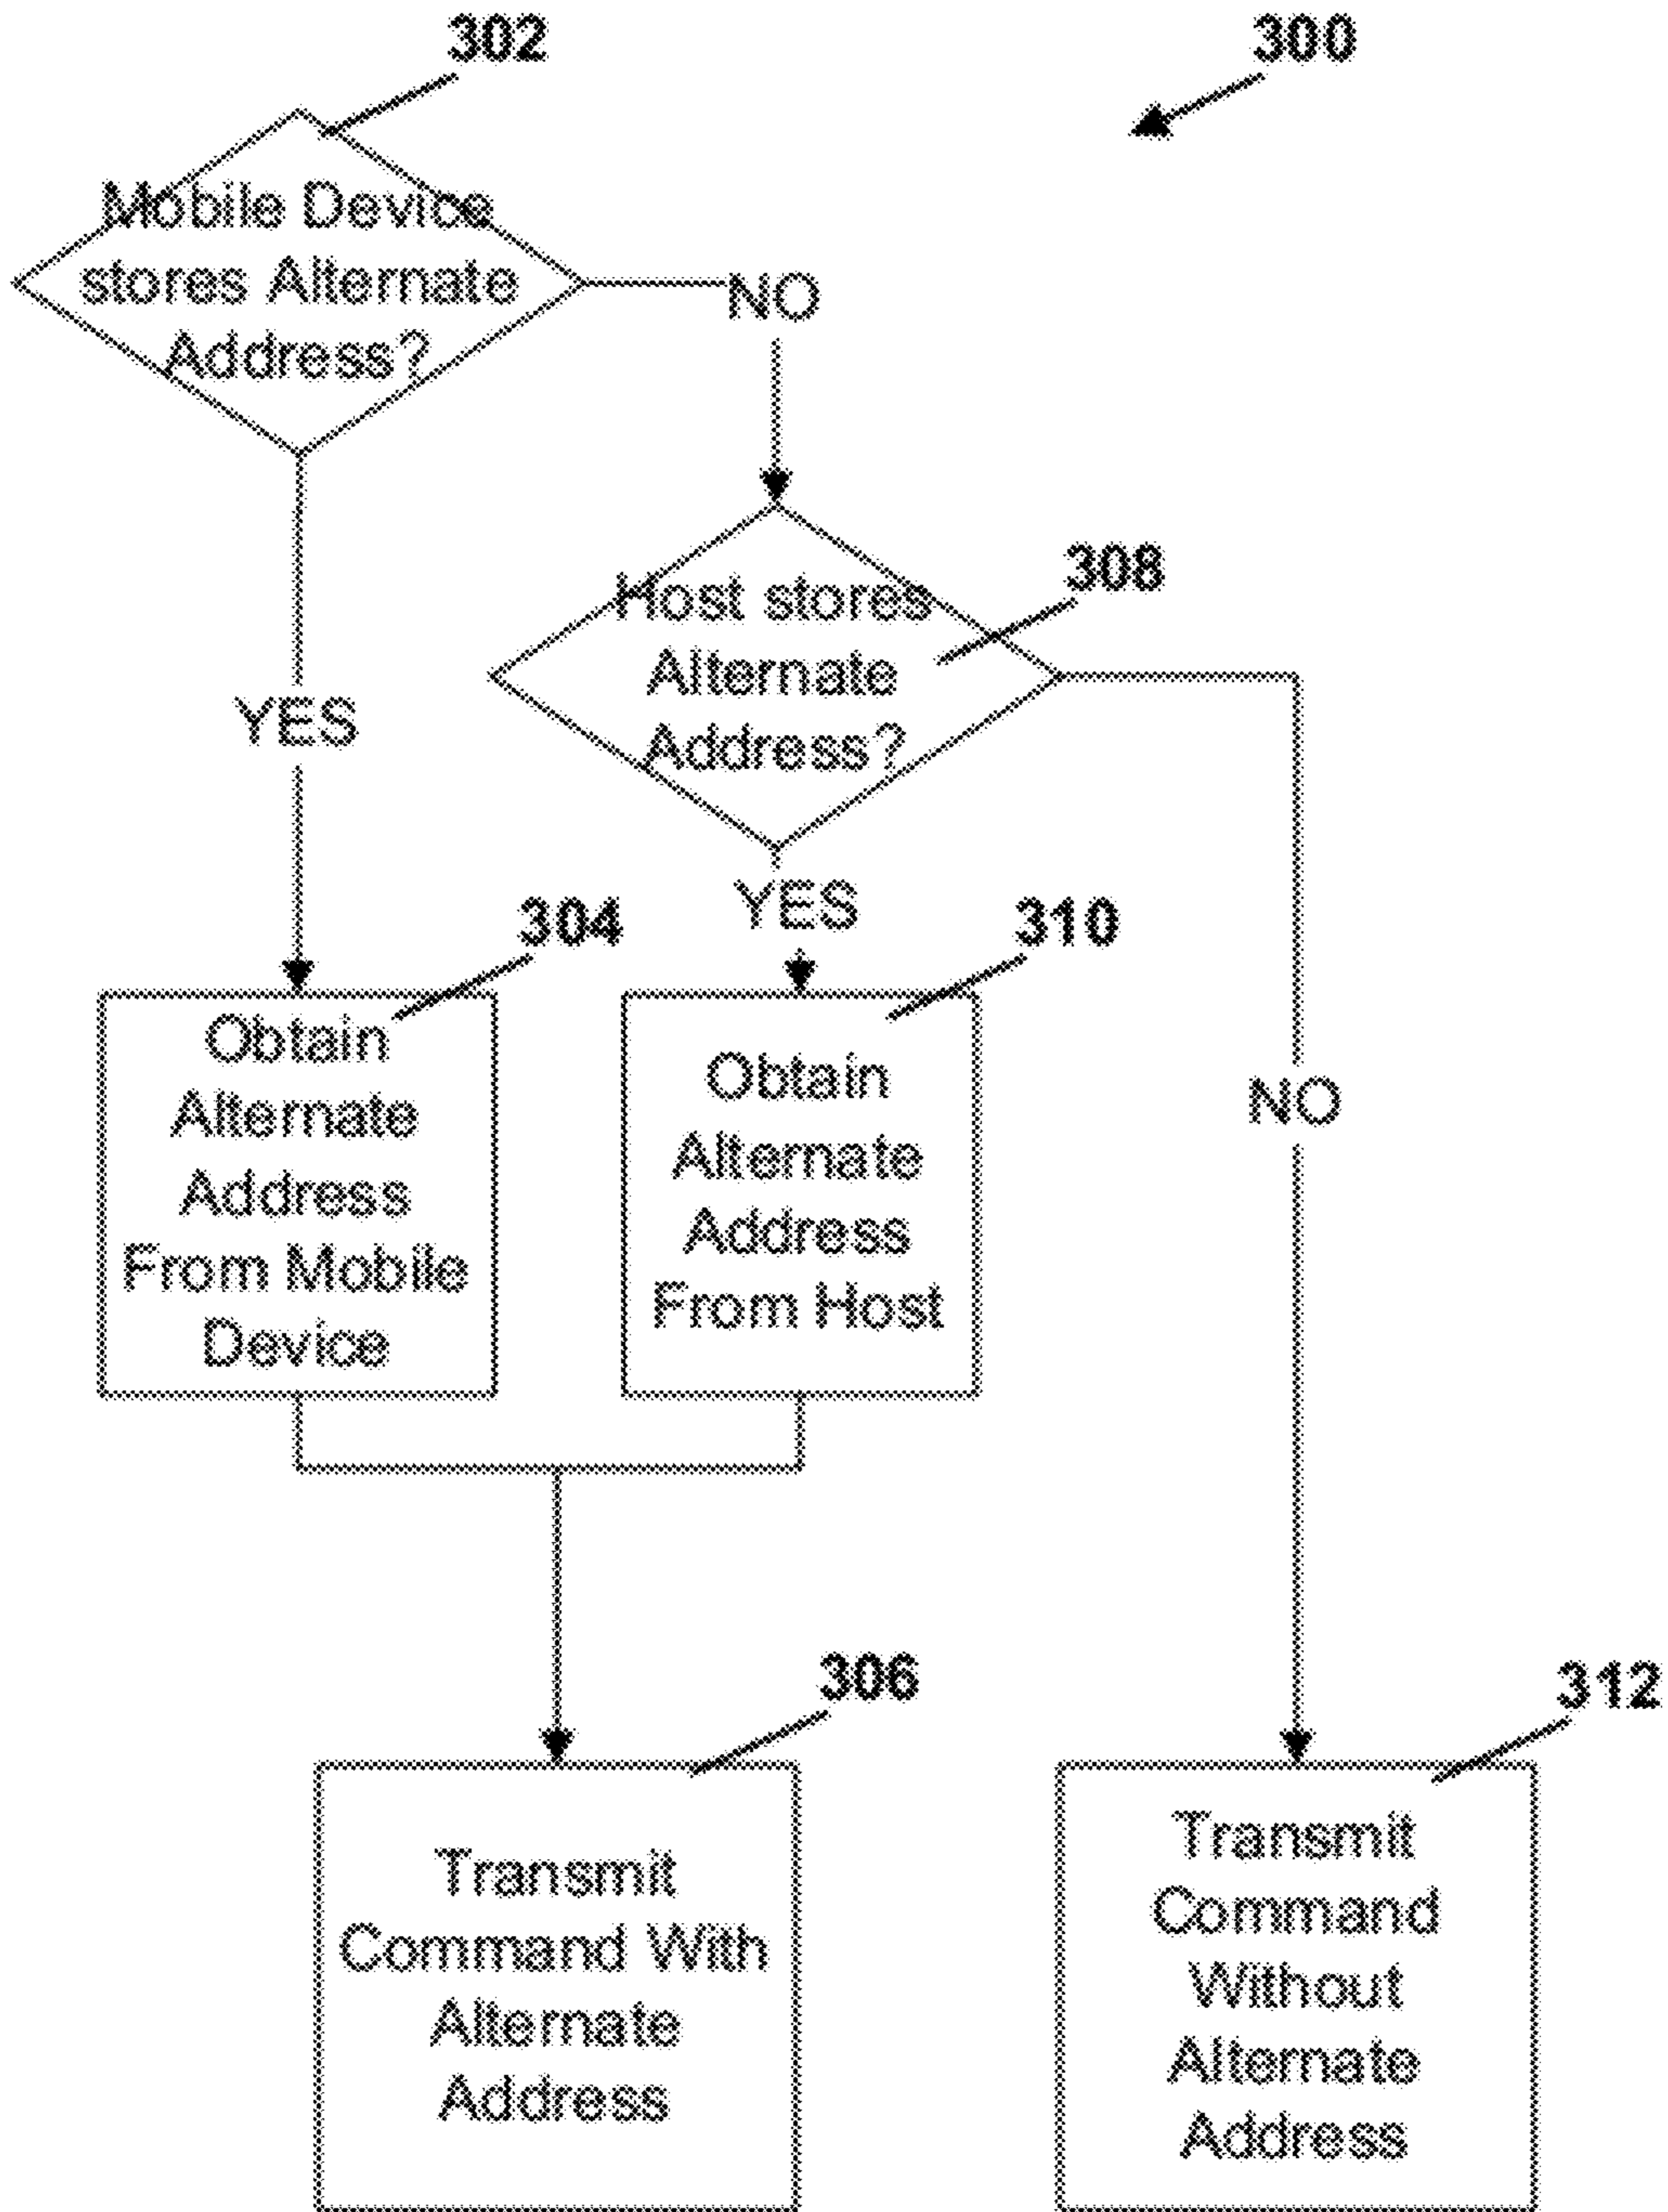 302
300
Mobile Device
stores Alternate
Address?
NO
308
Host stores
Alternate
Address?
YES
YES
304
310
Obtain
Alternate
Address
From Mobile
Device
Obtain
Alternate
Address
From Host
NO
306
312
Transmit
Command With
Alternate
Address
Transmit
Command
Without
Alternate
Address